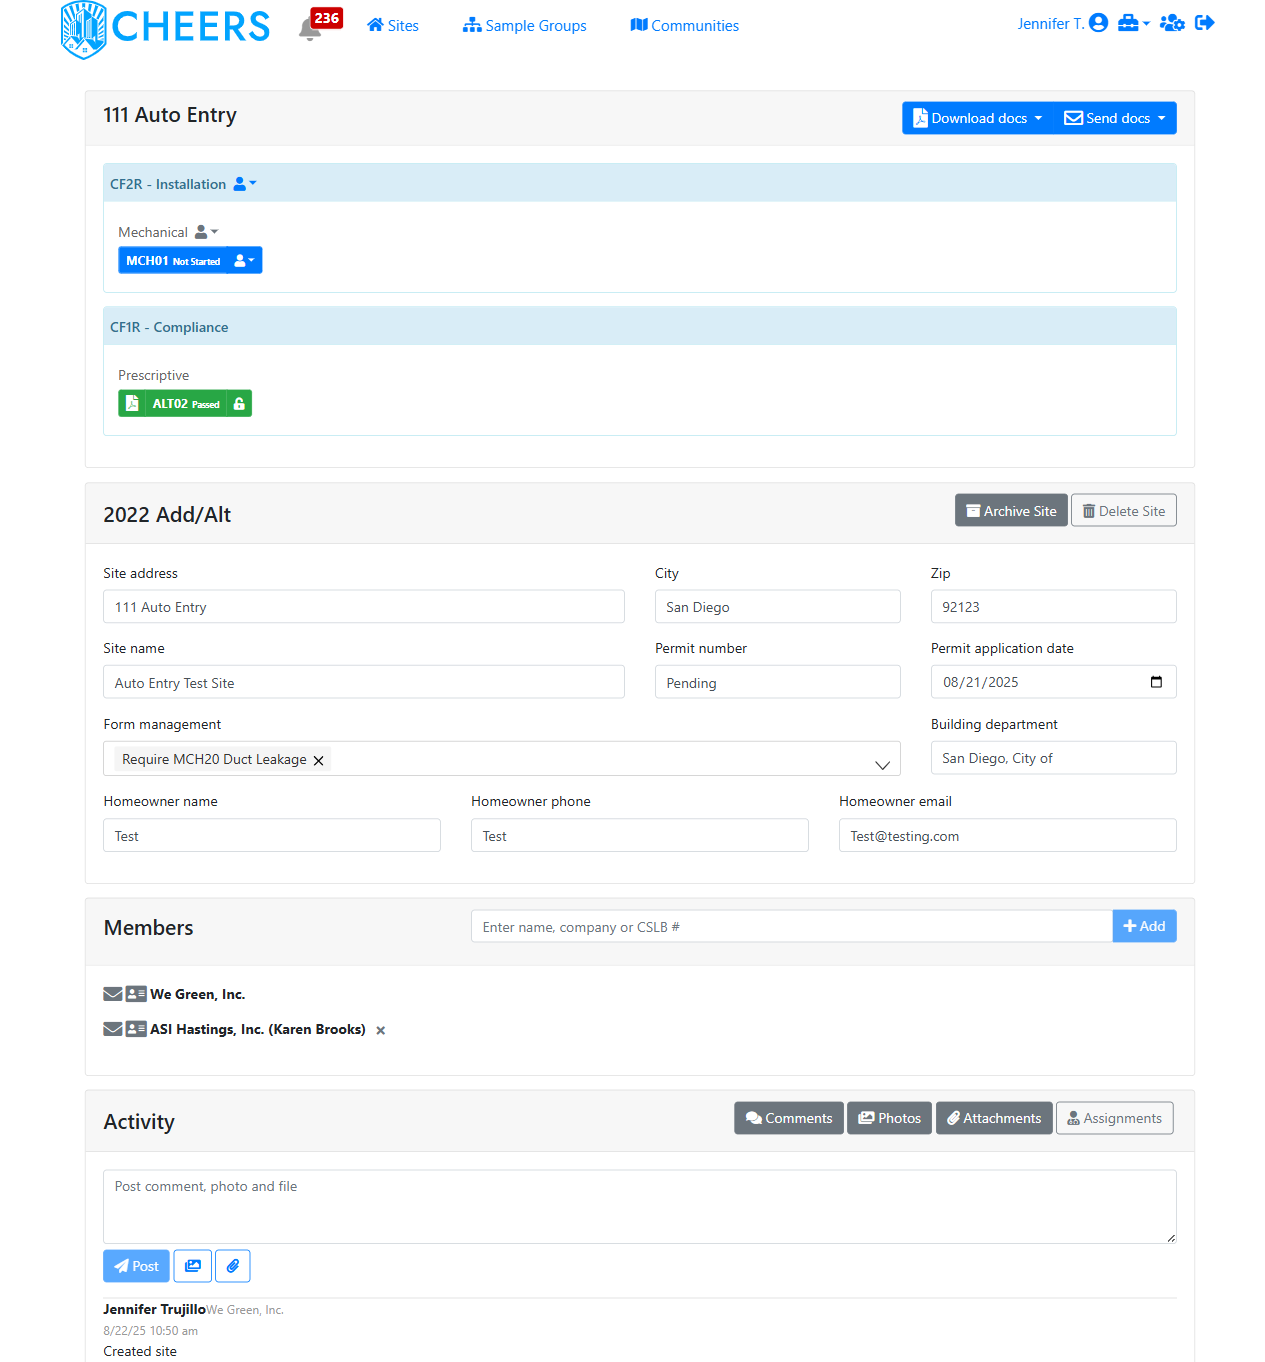 CHEERS
236
Sites
Sample Groups
Communities
Jennifer T.
111 Auto Entry
Download docs
Send docs
CF2R - Installation
Mechanical
MCH01 Not Started
CF1R - Compliance
Prescriptive
ALT02 Passed
2022 Add/Alt
Archive Site
Delete Site
Site address
City
Zip
111 Auto Entry
San Diego
92123
Site name
Permit number
Permit application date
Auto Entry Test Site
Pending
08/21/2025
Form management
Building department
Require MCH20 Duct Leakage
San Diego, City of
Homeowner name
Homeowner phone
Homeowner email
Test
Test
Test@testing.com
Members
Enter name, company or CSLB #
Add
We Green, Inc.
ASI Hastings, Inc. (Karen Brooks)
Activity
Comments
Photos
Attachments
Assignments
Post comment, photo and file
Post
Jennifer Trujillo We Green, Inc.
8/22/25 10:50 am
Created site